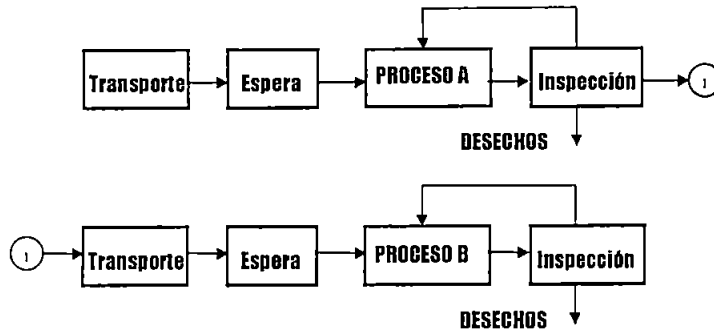 Transporte
Espera
PROCESO A
Inspección
1
DESECHOS
1
Transporte
Espera
PROCESO B
Inspección
DESECHOS